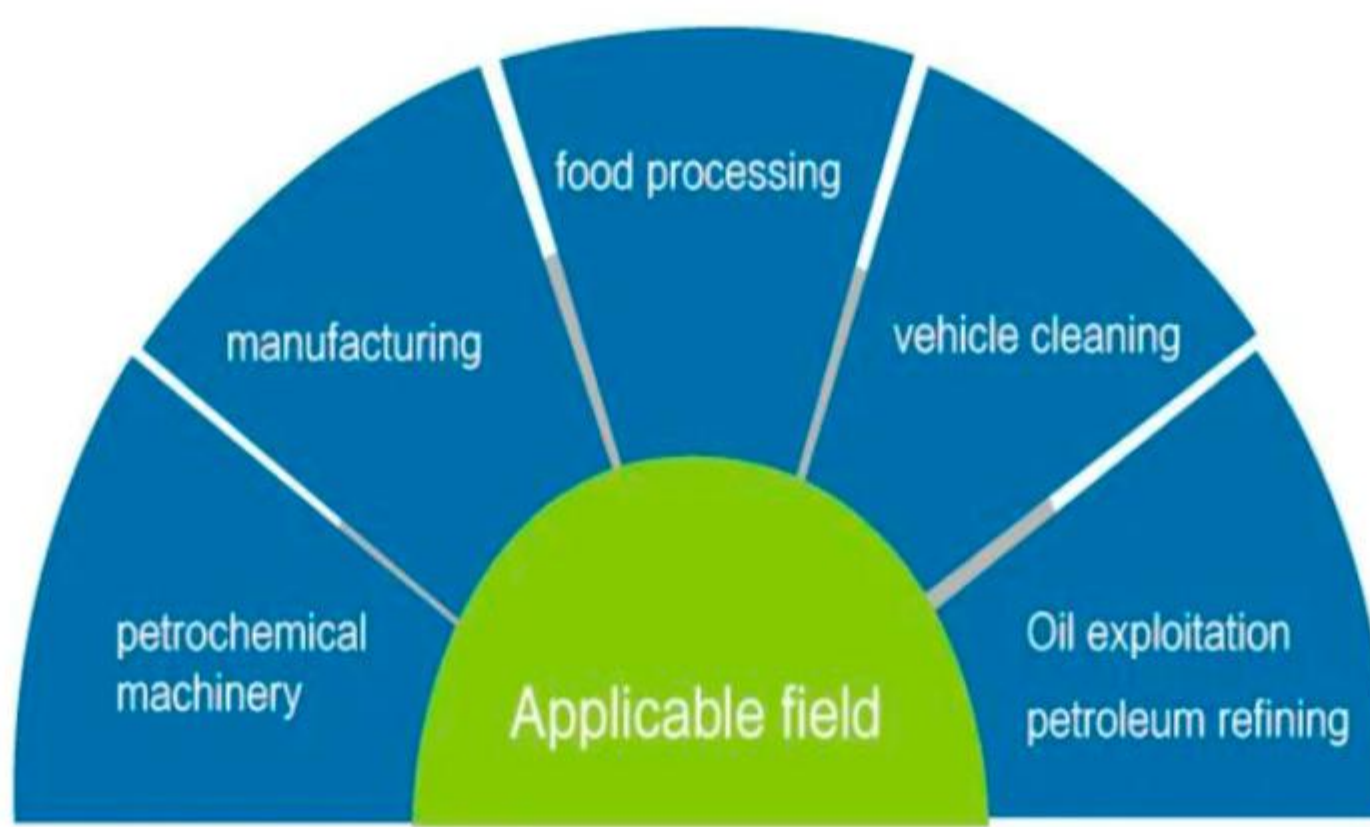 food processing
manufacturing
vehicle cleaning
petrochemical
machinery
Oil exploitation
petroleum refining
Applicable field